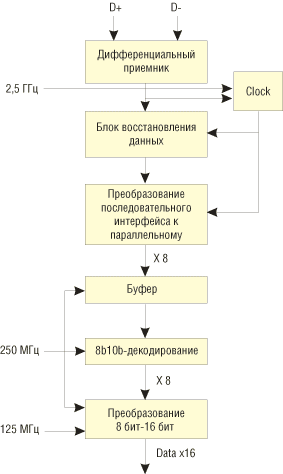 D+
D-
Дифференциальный
приемник
2,5 ГГц
Clock
Блок восстановления
данных
Преобразование
последовательного
интерфейса к
параллельному
X 8
Буфер
250 МГц
8b10b-декодирование
X 8
Преобразование
8 бит-16 бит
125 МГц
Data x16